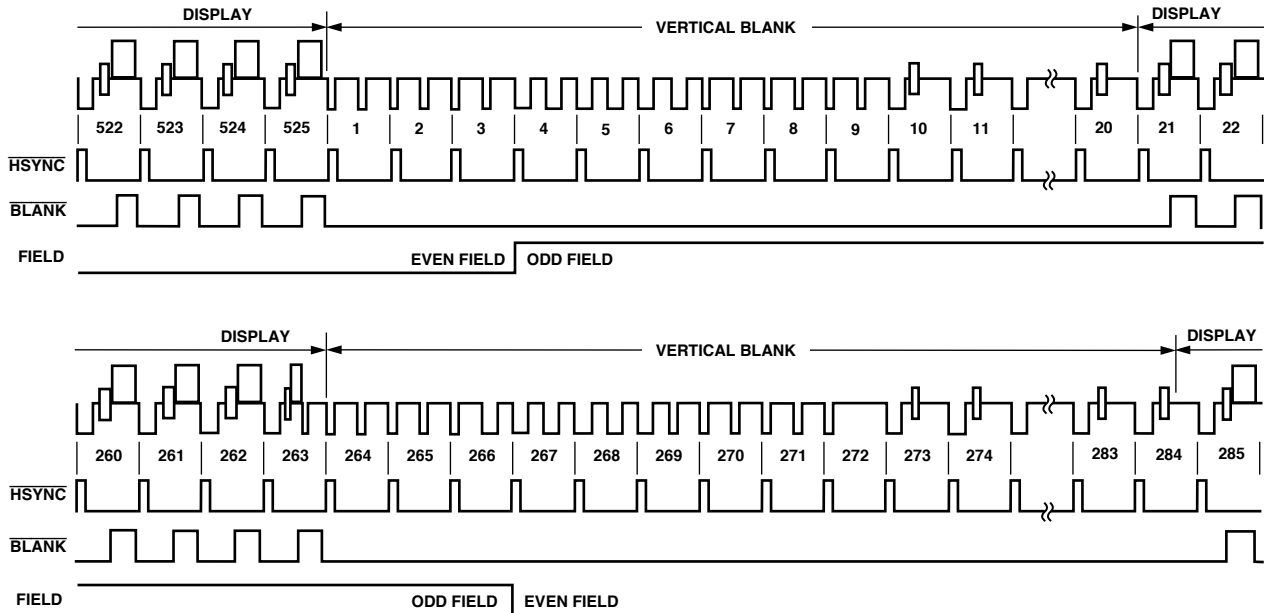 DISPLAY VERTICAL BLANK DISPLAY
522 523 524 525 1 2 3 4 5 6 7 8 9 10 11 20 21 22
HSYNC
BLANK
FIELD EVEN FIELD ODD FIELD
DISPLAY VERTICAL BLANK DISPLAY
260 261 262 263 264 265 266 267 268 269 270 271 272 273 274 283 284 285
HSYNC
BLANK
FIELD ODD FIELD EVEN FIELD